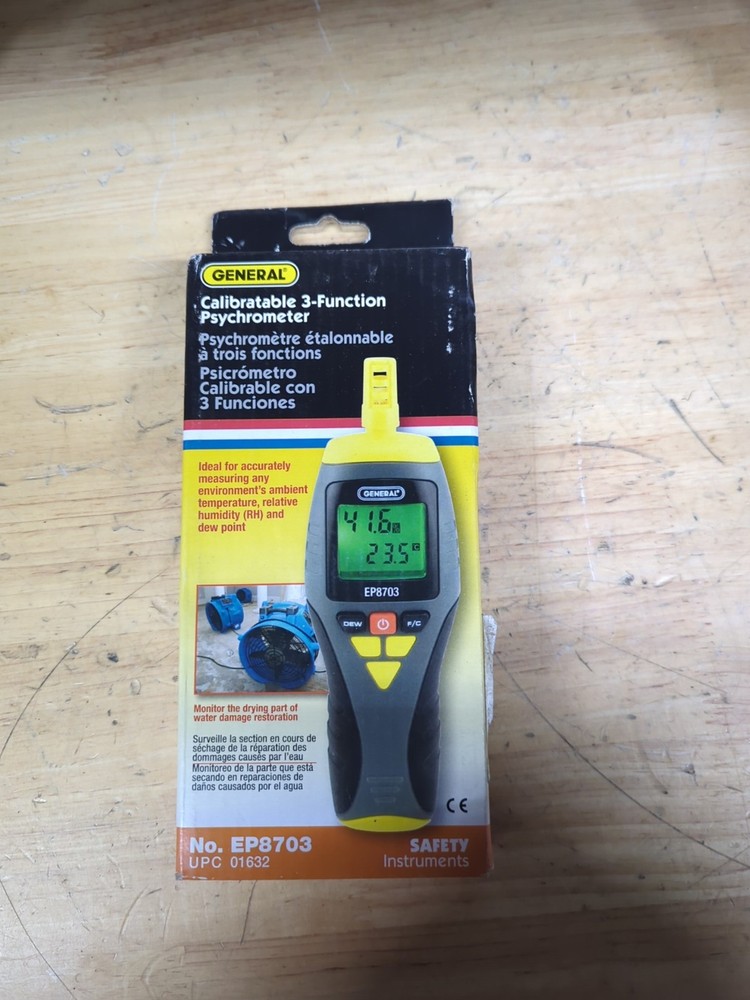 GENERAL®
Calibratable 3-Function
Psychrometer
Psychromètre étalonnable
à trois fonctions
Psicrómetro
Calibrable con
3 Funciones
Ideal for accurately
measuring any
environment's ambient
temperature, relative
humidity (RH) and
dew point
GENERAL®
41.6%
23.5°C
EP8703
DEW
F/C
Monitor the drying part of
water damage restoration
Surveille la section en cours de
séchage de la réparation des
dommages causés par l'eau
Monitoreo de la parte que está
secando en reparaciones de
daños causados por el agua
CE
No. EP8703
UPC 01632
SAFETY
Instruments